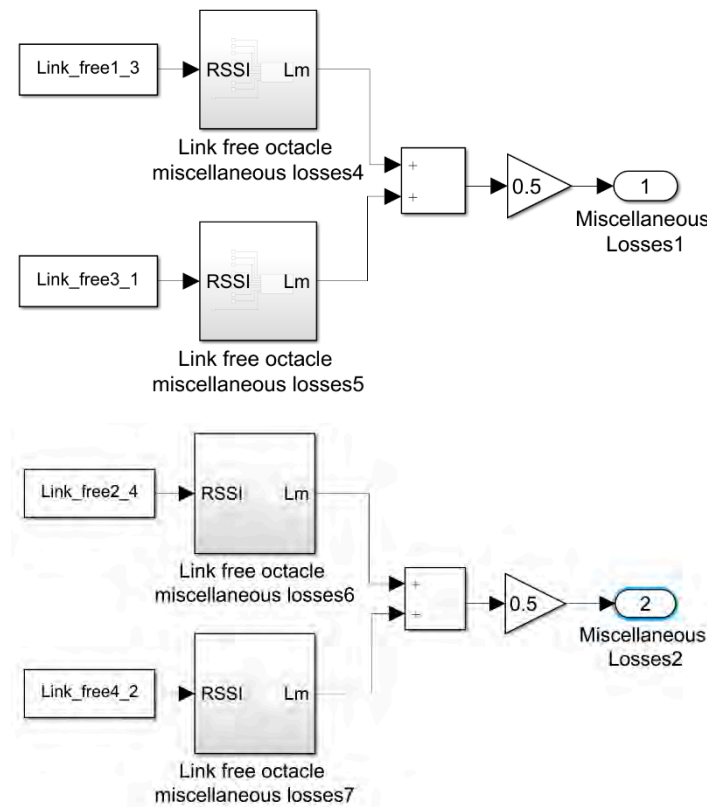 Link_free1_3
RSSI
Lm
Link free octacle
miscellaneous losses4
+
+
0.5
1
Miscellaneous
Losses1
Link_free3_1
RSSI
Lm
Link free octacle
miscellaneous losses5
Link_free2_4
RSSI
Lm
Link free octacle
miscellaneous losses6
+
+
0.5
2
Miscellaneous
Losses2
Link_free4_2
RSSI
Lm
Link free octacle
miscellaneous losses7